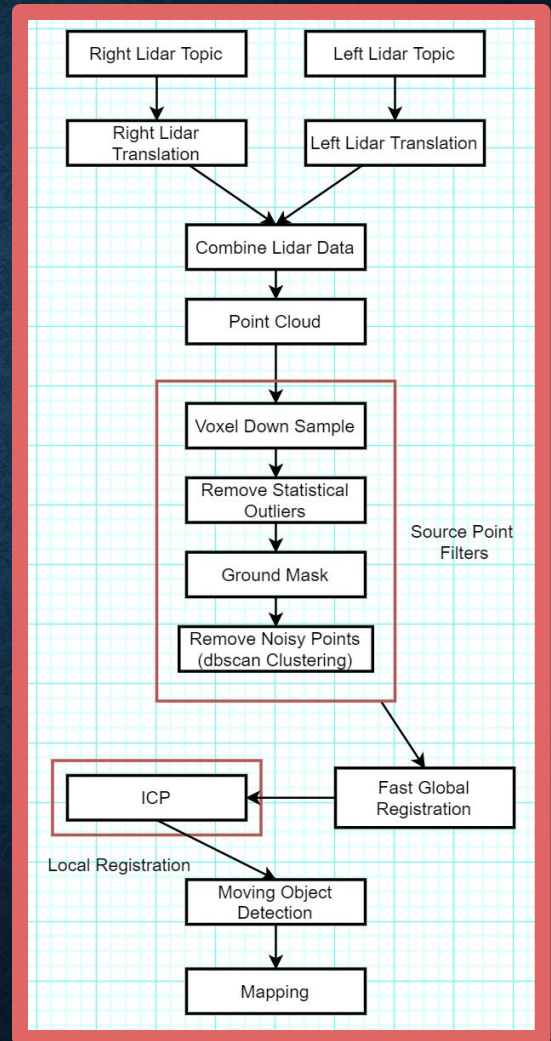 Right Lidar Topic
Left Lidar Topic
Right Lidar
Translation
Left Lidar Translation
Combine Lidar Data
Point Cloud
Voxel Down Sample
Remove Statistical
Outliers
Source Point
Filters
Ground Mask
Remove Noisy Points
(dbscan Clustering)
Fast Global
Registration
ICP
Local Registration
Moving Object
Detection
Mapping